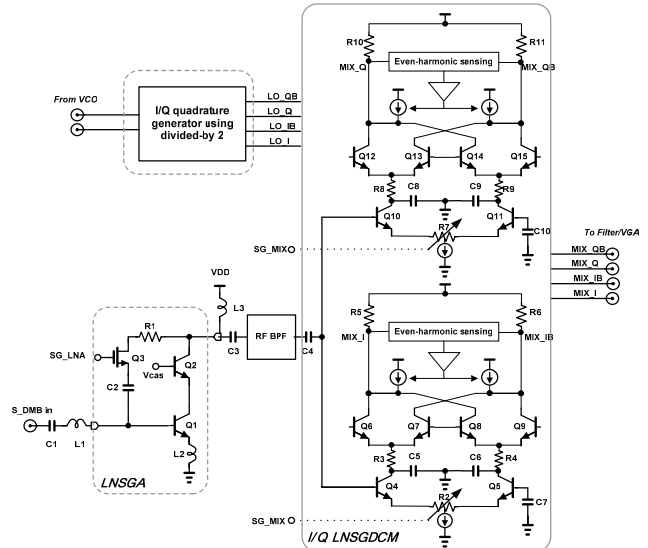 R10
R11
MIX_Q
Even-harmonic sensing
MIX_QB
From VCO
I/Q quadrature
generator using
divided-by 2
LO_QB
LO_Q
LO_IB
LO_I
Q12
Q13
Q14
Q15
R8
C8
C9
R9
Q10
R7
Q11
C10
SG_MIX
To Filter/VGA
MIX_QB
MIX_Q
MIX_IB
MIX_I
VDD
L3
R5
R6
MIX_I
Even-harmonic sensing
MIX_IB
R1
SG_LNA
Q3
Q2
C3
RF BPF
C4
Vcas
C2
S_DMB in
C1
L1
Q1
L2
LNSGA
Q6
Q7
Q8
Q9
R3
C5
C6
R4
Q4
R2
Q5
C7
SG_MIX
I/Q LNSGDCM